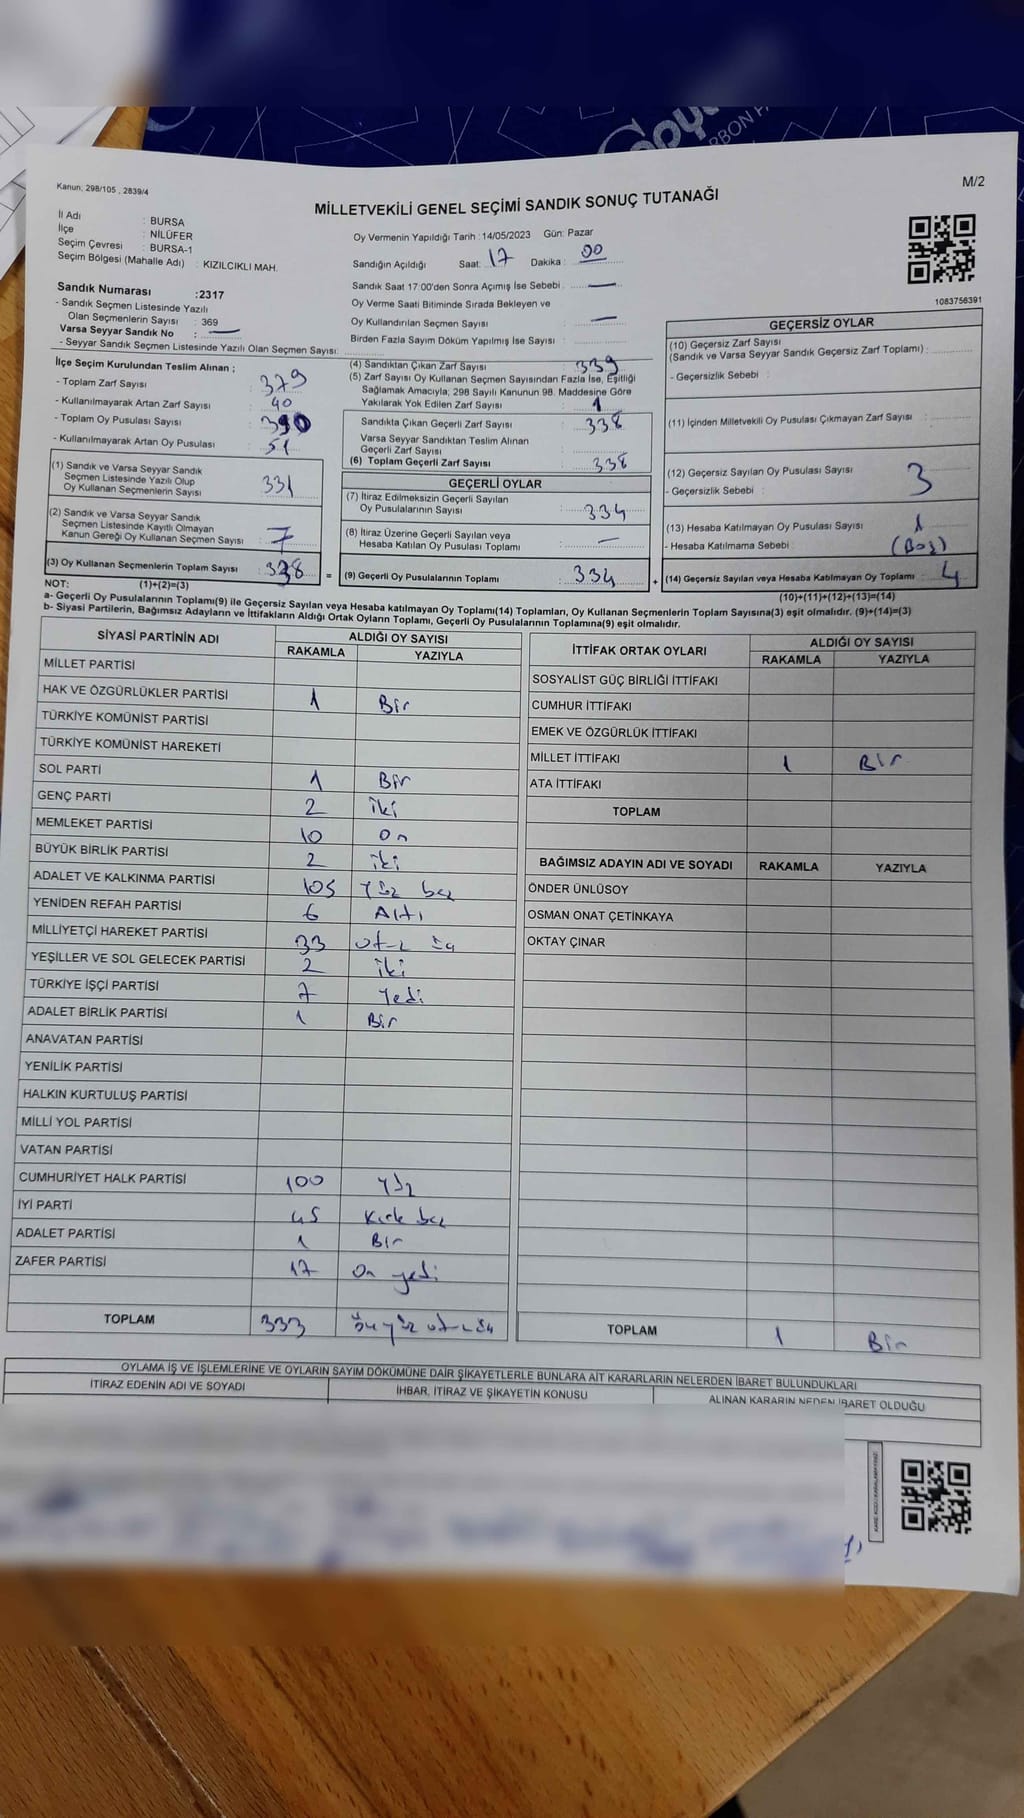 Kanun; 298/105 , 2839/4
M/2
MİLLETVEKİLİ GENEL SEÇİMİ SANDIK SONUÇ TUTANAĞI
İl Adı : BURSA
İlçe : NİLÜFER
Seçim Çevresi : BURSA-1
Seçim Bölgesi (Mahalle Adı) : KIZILCIKLI MAH.
Oy Vermenin Yapıldığı Tarih : 14/05/2023 Gün: Pazar
Sandığın Açıldığı Saat: 17 Dakika : 00
Sandık Saat 17:00'den Sonra Açımış İse Sebebi : —
Oy Verme Saati Bitiminde Sırada Bekleyen ve
Oy Kullandırılan Seçmen Sayısı : —
Birden Fazla Sayım Döküm Yapılmış İse Sayısı :
1083756391
Sandık Numarası :2317
- Sandık Seçmen Listesinde Yazılı
Olan Seçmenlerin Sayısı : 369
Varsa Seyyar Sandık No : —
- Seyyar Sandık Seçmen Listesinde Yazılı Olan Seçmen Sayısı:
İlçe Seçim Kurulundan Teslim Alınan ;
- Toplam Zarf Sayısı : 379
- Kullanılmayarak Artan Zarf Sayısı : 40
- Toplam Oy Pusulası Sayısı : 390
- Kullanılmayarak Artan Oy Pusulası : 51
(1) Sandık ve Varsa Seyyar Sandık
Seçmen Listesinde Yazılı Olup
Oy Kullanan Seçmenlerin Sayısı : 331
(2) Sandık ve Varsa Seyyar Sandık
Seçmen Listesinde Kayıtlı Olmayan
Kanun Gereği Oy Kullanan Seçmen Sayısı : 7
(3) Oy Kullanan Seçmenlerin Toplam Sayısı : 338 =
(4) Sandıktan Çıkan Zarf Sayısı : 339
(5) Zarf Sayısı Oy Kullanan Seçmen Sayısından Fazla İse, Eşitliği
Sağlamak Amacıyla; 298 Sayılı Kanunun 98. Maddesine Göre
Yakılarak Yok Edilen Zarf Sayısı : 1
Sandıkta Çıkan Geçerli Zarf Sayısı : 338
Varsa Seyyar Sandıktan Teslim Alınan
Geçerli Zarf Sayısı :
(6) Toplam Geçerli Zarf Sayısı : 338
GEÇERLİ OYLAR
(7) İtiraz Edilmeksizin Geçerli Sayılan
Oy Pusulalarının Sayısı : 334
(8) İtiraz Üzerine Geçerli Sayılan veya
Hesaba Katılan Oy Pusulası Toplamı : —
(9) Geçerli Oy Pusulalarının Toplamı : 334 +
GEÇERSİZ OYLAR
(10) Geçersiz Zarf Sayısı
(Sandık ve Varsa Seyyar Sandık Geçersiz Zarf Toplamı) :
- Geçersizlik Sebebi :
(11) İçinden Milletvekili Oy Pusulası Çıkmayan Zarf Sayısı :
(12) Geçersiz Sayılan Oy Pusulası Sayısı : 3
- Geçersizlik Sebebi :
(13) Hesaba Katılmayan Oy Pusulası Sayısı : 1
- Hesaba Katılmama Sebebi : (Boş)
(14) Geçersiz Sayılan veya Hesaba Katılmayan Oy Toplamı : 4
NOT: (1)+(2)=(3)
(10)+(11)+(12)+(13)=(14)
a- Geçerli Oy Pusulalarının Toplamı(9) ile Geçersiz Sayılan veya Hesaba katılmayan Oy Toplamı(14) Toplamları, Oy Kullanan Seçmenlerin Toplam Sayısına(3) eşit olmalıdır. (9)+(14)=(3)
b- Siyasi Partilerin, Bağımsız Adayların ve İttifakların Aldığı Ortak Oyların Toplamı, Geçerli Oy Pusulalarının Toplamına(9) eşit olmalıdır.
SİYASİ PARTİNİN ADI ALDIĞI OY SAYISI
RAKAMLA YAZIYLA
MİLLET PARTİSİ
HAK VE ÖZGÜRLÜKLER PARTİSİ 1 Bir
TÜRKİYE KOMÜNİST PARTİSİ
TÜRKİYE KOMÜNİST HAREKETİ
SOL PARTİ 1 Bir
GENÇ PARTİ 2 iki
MEMLEKET PARTİSİ 10 On
BÜYÜK BİRLİK PARTİSİ 2 iki
ADALET VE KALKINMA PARTİSİ 105 Yüz beş
YENİDEN REFAH PARTİSİ 6 Altı
MİLLİYETÇİ HAREKET PARTİSİ 33 otuz üç
YEŞİLLER VE SOL GELECEK PARTİSİ 2 iki
TÜRKİYE İŞÇİ PARTİSİ 7 Yedi
ADALET BİRLİK PARTİSİ 1 Bir
ANAVATAN PARTİSİ
YENİLİK PARTİSİ
HALKIN KURTULUŞ PARTİSİ
MİLLİ YOL PARTİSİ
VATAN PARTİSİ
CUMHURİYET HALK PARTİSİ 100 Yüz
İYİ PARTİ 45 Kırk beş
ADALET PARTİSİ 1 Bir
ZAFER PARTİSİ 17 On yedi
TOPLAM 333 üçyüz otuz üç
İTTİFAK ORTAK OYLARI ALDIĞI OY SAYISI
RAKAMLA YAZIYLA
SOSYALİST GÜÇ BİRLİĞİ İTTİFAKI
CUMHUR İTTİFAKI
EMEK VE ÖZGÜRLÜK İTTİFAKI
MİLLET İTTİFAKI 1 Bir
ATA İTTİFAKI
TOPLAM
BAĞIMSIZ ADAYIN ADI VE SOYADI RAKAMLA YAZIYLA
ÖNDER ÜNLÜSOY
OSMAN ONAT ÇETİNKAYA
OKTAY ÇINAR
TOPLAM 1 Bir
OYLAMA İŞ VE İŞLEMLERİNE VE OYLARIN SAYIM DÖKÜMÜNE DAİR ŞİKAYETLERLE BUNLARA AİT KARARLARIN NELERDEN İBARET BULUNDUKLARI
İTİRAZ EDENİN ADI VE SOYADI İHBAR, İTİRAZ VE ŞİKAYETİN KONUSU ALINAN KARARIN NEDEN İBARET OLDUĞU